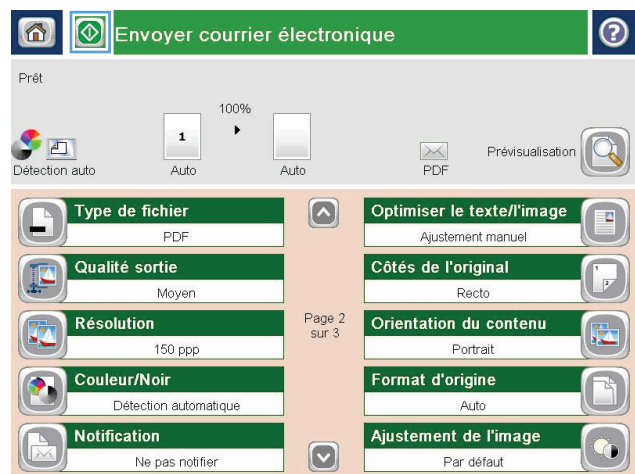 Envoyer courrier électronique
Prêt
100%
1
Détection auto
Auto
Auto
PDF
Prévisualisation
Type de fichier
PDF
Qualité sortie
Moyen
Résolution
150 ppp
Couleur/Noir
Détection automatique
Notification
Ne pas notifier
Page 2
sur 3
Optimiser le texte/l'image
Ajustement manuel
Côtés de l'original
Recto
Orientation du contenu
Portrait
Format d'origine
Auto
Ajustement de l'image
Par défaut